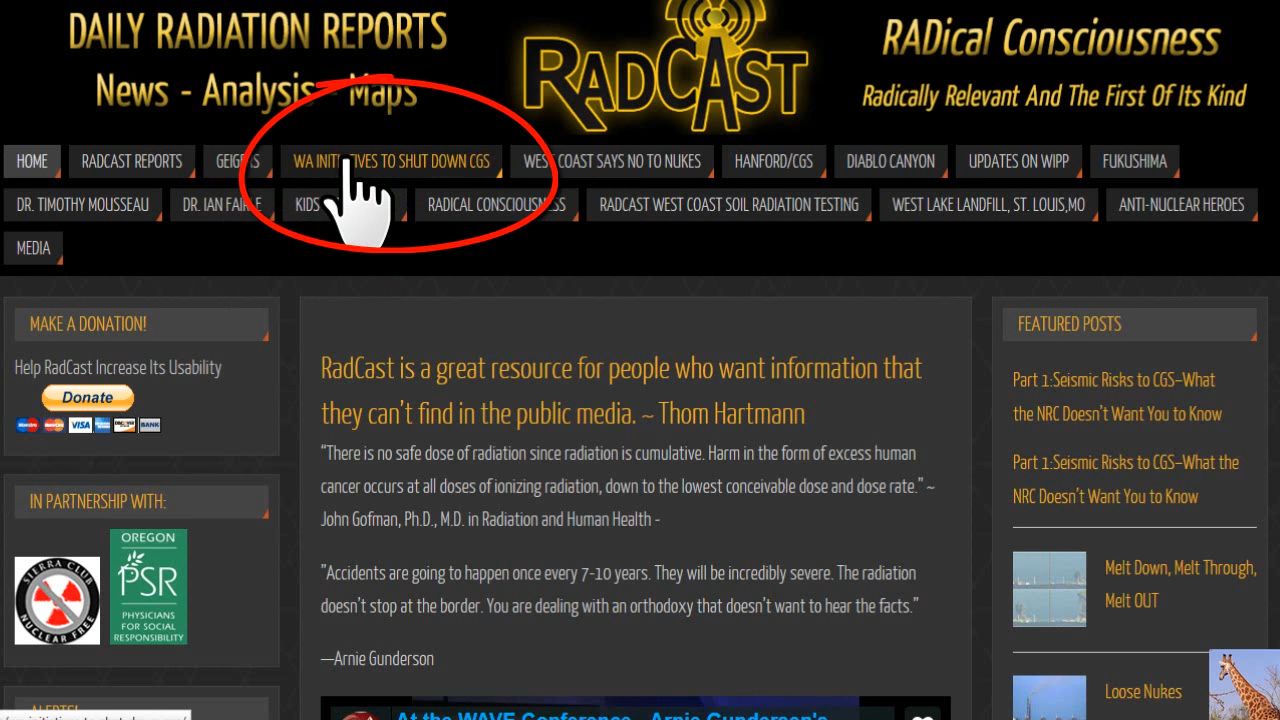 DAILY RADIATION REPORTS
News - Analysis - Maps
RADCAST
RADical Consciousness
Radically Relevant And The First Of Its Kind
HOME
RADCAST REPORTS
WA INITIATIVES TO SHUT DOWN CGS
WEST COAST SAYS NO TO NUKES
HANFORD/CGS
DIABLO CANYON
UPDATES ON WIPP
FUKUSHIMA
DR. TIMOTHY MOUSSEAU
DR. IAN
KIDS
RADICAL CONSCIOUSNESS
RADCAST WEST COAST SOIL RADIATION TESTING
WEST LAKE LANDFILL, ST. LOUIS,MO
ANTI-NUCLEAR HEROES
MEDIA
MAKE A DONATION!
Help RadCast Increase Its Usability
Donate
VISA
BANK
IN PARTNERSHIP WITH:
SIERRA CLUB
NUCLEAR FREE
OREGON
PSR
PHYSICIANS
FOR SOCIAL
RESPONSIBILITY
RadCast is a great resource for people who want information that
they can't find in the public media. ~ Thom Hartmann
"There is no safe dose of radiation since radiation is cumulative. Harm in the form of excess human
cancer occurs at all doses of ionizing radiation, down to the lowest conceivable dose and dose rate." ~
John Gofman, Ph.D., M.D. in Radiation and Human Health -
"Accidents are going to happen once every 7-10 years. They will be incredibly severe. The radiation
doesn't stop at the border. You are dealing with an orthodoxy that doesn't want to hear the facts."
—Arnie Gunderson
At the WAVE Conference - Arnie Gundersen's
FEATURED POSTS
Part 1:Seismic Risks to CGS–What
the NRC Doesn't Want You to Know
Part 1:Seismic Risks to CGS–What the
NRC Doesn't Want You to Know
Melt Down, Melt Through,
Melt OUT
Loose Nukes